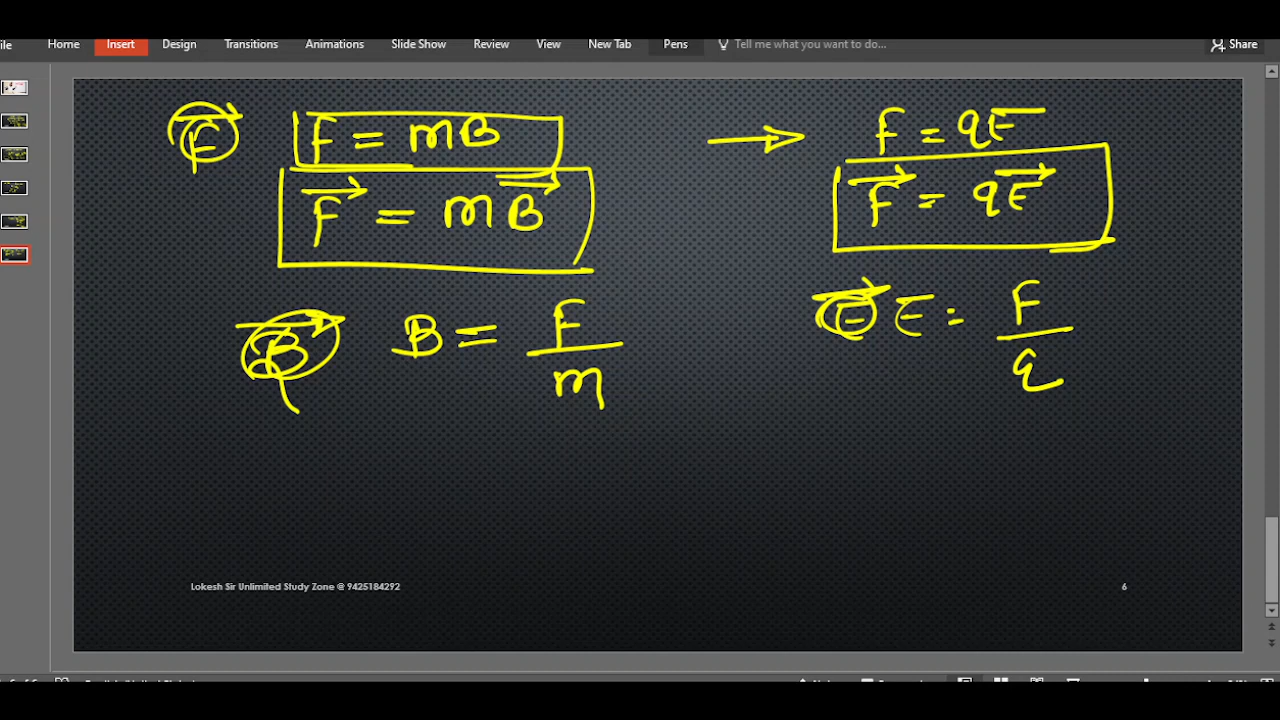 File Home Insert Design Transitions Animations Slide Show Review View New Tab Pens Tell me what you want to do... Share
F F = mB → F = qE
F = mB F = qE
B B = F/m E E = F/q
Lokesh Sir Unlimited Study Zone @ 9425184292 6